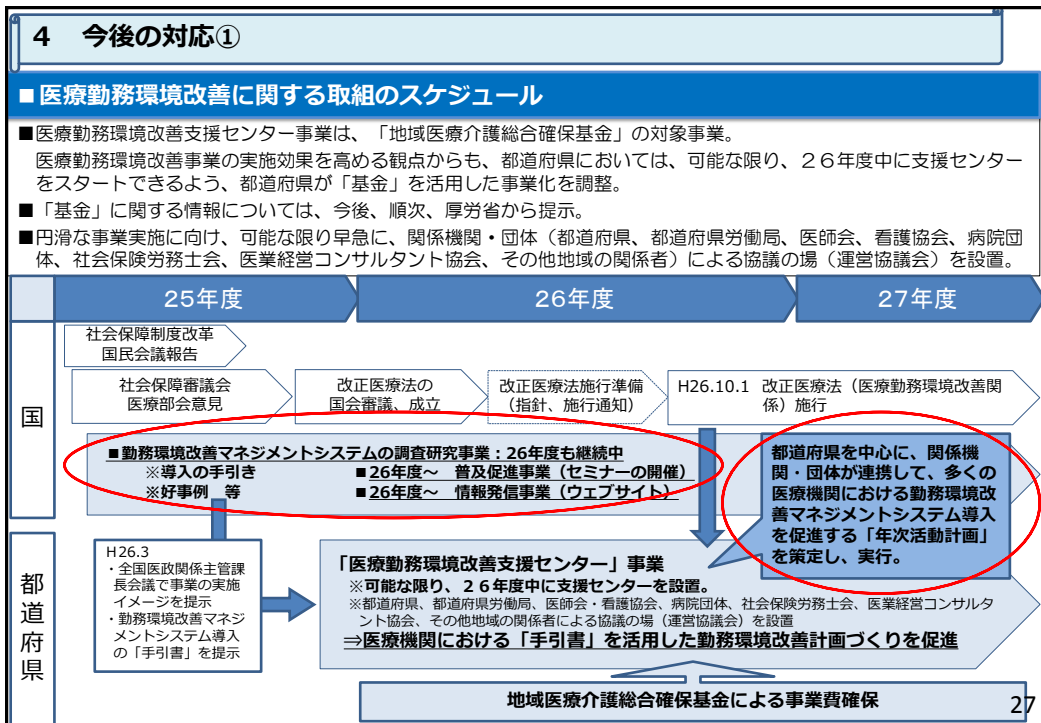 4 今後の対応①
■医療勤務環境改善に関する取組のスケジュール
■医療勤務環境改善支援センター事業は、「地域医療介護総合確保基金」の対象事業。
医療勤務環境改善事業の実施効果を高める観点からも、都道府県においては、可能な限り、２６年度中に支援センター
をスタートできるよう、都道府県が「基金」を活用した事業化を調整。
■「基金」に関する情報については、今後、順次、厚労省から提示。
■円滑な事業実施に向け、可能な限り早急に、関係機関・団体（都道府県、都道府県労働局、医師会、看護協会、病院団
体、社会保険労務士会、医業経営コンサルタント協会、その他地域の関係者）による協議の場（運営協議会）を設置。
25年度
26年度
27年度
国
社会保障制度改革
国民会議報告
社会保障審議会
医療部会意見
改正医療法の
国会審議、成立
改正医療法施行準備
（指針、施行通知）
H26.10.1 改正医療法（医療勤務環境改善関
係）施行
■勤務環境改善マネジメントシステムの調査研究事業：26年度も継続中
※導入の手引き
■26年度～ 普及促進事業（セミナーの開催）
※好事例 等
■26年度～ 情報発信事業（ウェブサイト）
都道府県を中心に、関係機
関・団体が連携して、多くの
医療機関における勤務環境改
善マネジメントシステム導入
を促進する「年次活動計画」
を策定し、実行。
都道府県
H26.3
・全国医政関係主管課
長会議で事業の実施
イメージを提示
・勤務環境改善マネジ
メントシステム導入
の「手引書」を提示
「医療勤務環境改善支援センター」事業
※可能な限り、２６年度中に支援センターを設置。
※都道府県、都道府県労働局、医師会・看護協会、病院団体、社会保険労務士会、医業経営コンサルタ
ント協会、その他地域の関係者による協議の場（運営協議会）を設置
⇒医療機関における「手引書」を活用した勤務環境改善計画づくりを促進
地域医療介護総合確保基金による事業費確保
27